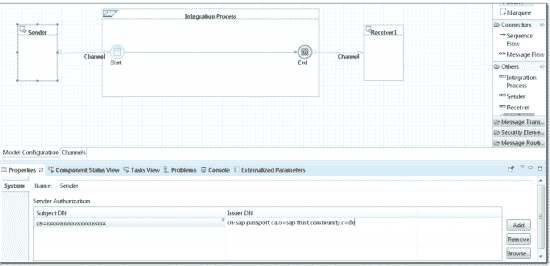 Marquee
Integration Process
Connectors
Sender
Receiver1
Sequence
Flow
Message Flow
Channel
Start
End
Channel
Others
Integration
Process
Sender
Receiver
Message Trans...
Security Eleme...
Message Routi...
Model Configuration Channels
Properties Component Status View Tasks View Problems Console Externalized Parameters
System Name: Sender
Sender Authorization:
Subject DN Issuer DN
cn=sap passport ca,o=sap trust community,c=de
Add
Remove
Browse...